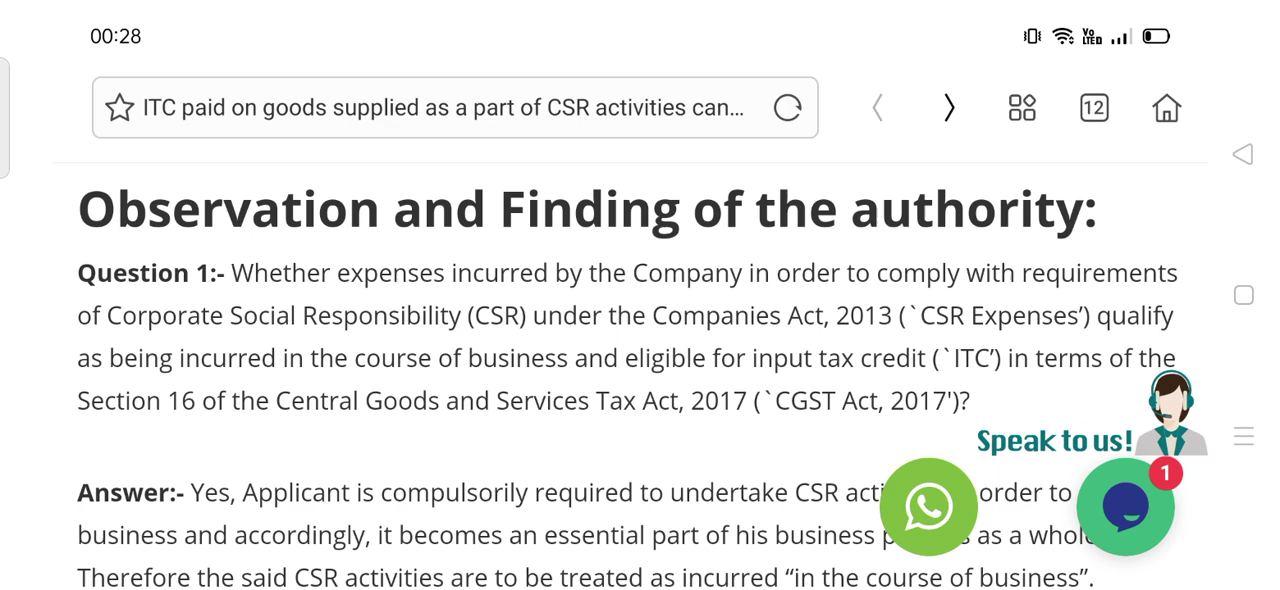 00:28
Vo LTE
ITC paid on goods supplied as a part of CSR activities can...
12
Observation and Finding of the authority:
Question 1:- Whether expenses incurred by the Company in order to comply with requirements
of Corporate Social Responsibility (CSR) under the Companies Act, 2013 (`CSR Expenses’) qualify
as being incurred in the course of business and eligible for input tax credit (`ITC’) in terms of the
Section 16 of the Central Goods and Services Tax Act, 2017 (`CGST Act, 2017')?
Speak to us!
1
Answer:- Yes, Applicant is compulsorily required to undertake CSR order to
business and accordingly, it becomes an essential part of his business as a whole
Therefore the said CSR activities are to be treated as incurred “in the course of business”.